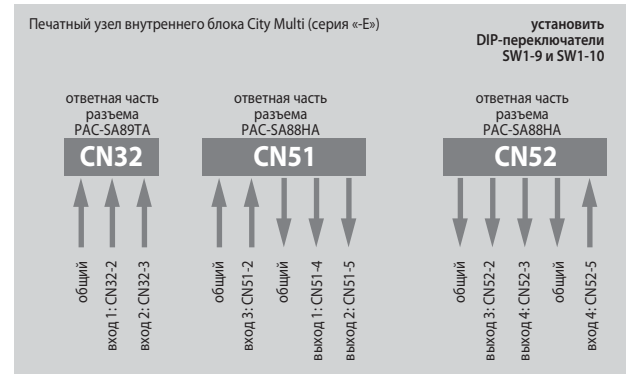 Печатный узел внутреннего блока City Multi (серия «-E»)
установить
DIP-переключатели
SW1-9 и SW1-10
ответная часть
разъема
PAC-SA89TA
CN32
общий
вход 1: CN32-2
вход 2: CN32-3
ответная часть
разъема
PAC-SA88HA
CN51
общий
вход 3: CN51-2
общий
выход 1: CN51-4
выход 2: CN51-5
ответная часть
разъема
PAC-SA88HA
CN52
общий
выход 3: CN52-2
выход 4: CN52-3
общий
вход 4: CN52-5